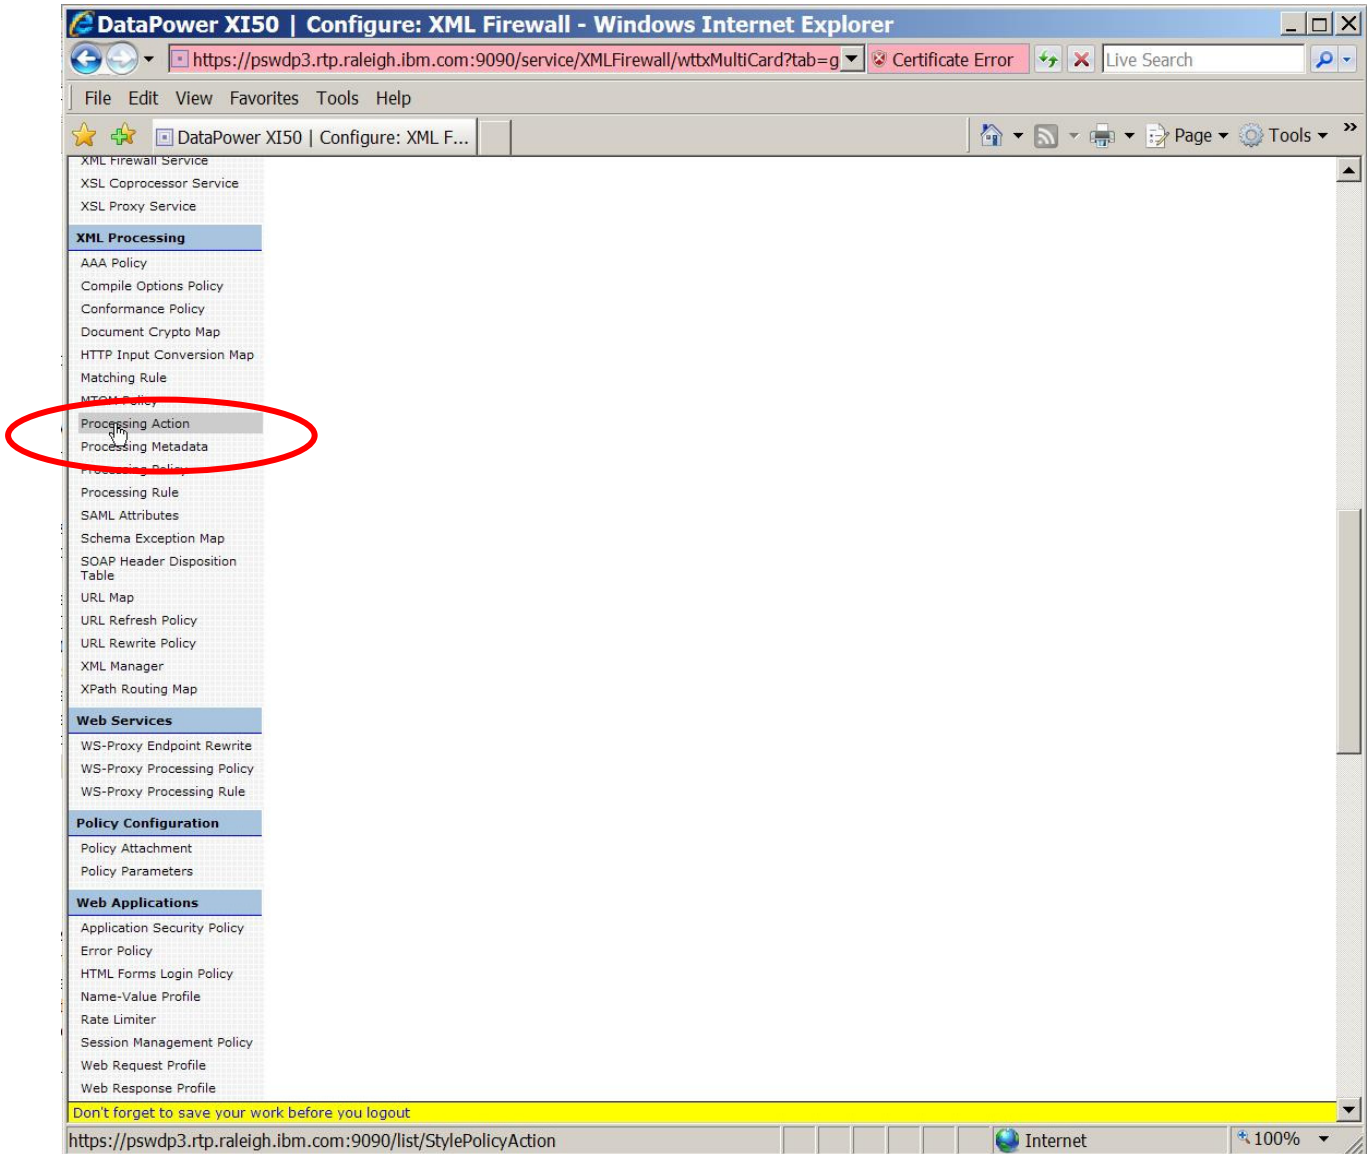 DataPower XI50 | Configure: XML Firewall - Windows Internet Explorer
https://pswdp3.rtp.raleigh.ibm.com:9090/service/XMLFirewall/wttxMultiCard?tab=g Certificate Error Live Search
File Edit View Favorites Tools Help
DataPower XI50 | Configure: XML F... Page Tools »
XML Firewall Service
XSL Coprocessor Service
XSL Proxy Service
XML Processing
AAA Policy
Compile Options Policy
Conformance Policy
Document Crypto Map
HTTP Input Conversion Map
Matching Rule
MTOM Policy
Processing Action
Processing Metadata
Processing Policy
Processing Rule
SAML Attributes
Schema Exception Map
SOAP Header Disposition
Table
URL Map
URL Refresh Policy
URL Rewrite Policy
XML Manager
XPath Routing Map
Web Services
WS-Proxy Endpoint Rewrite
WS-Proxy Processing Policy
WS-Proxy Processing Rule
Policy Configuration
Policy Attachment
Policy Parameters
Web Applications
Application Security Policy
Error Policy
HTML Forms Login Policy
Name-Value Profile
Rate Limiter
Session Management Policy
Web Request Profile
Web Response Profile
Don't forget to save your work before you logout
https://pswdp3.rtp.raleigh.ibm.com:9090/list/StylePolicyAction Internet 100%